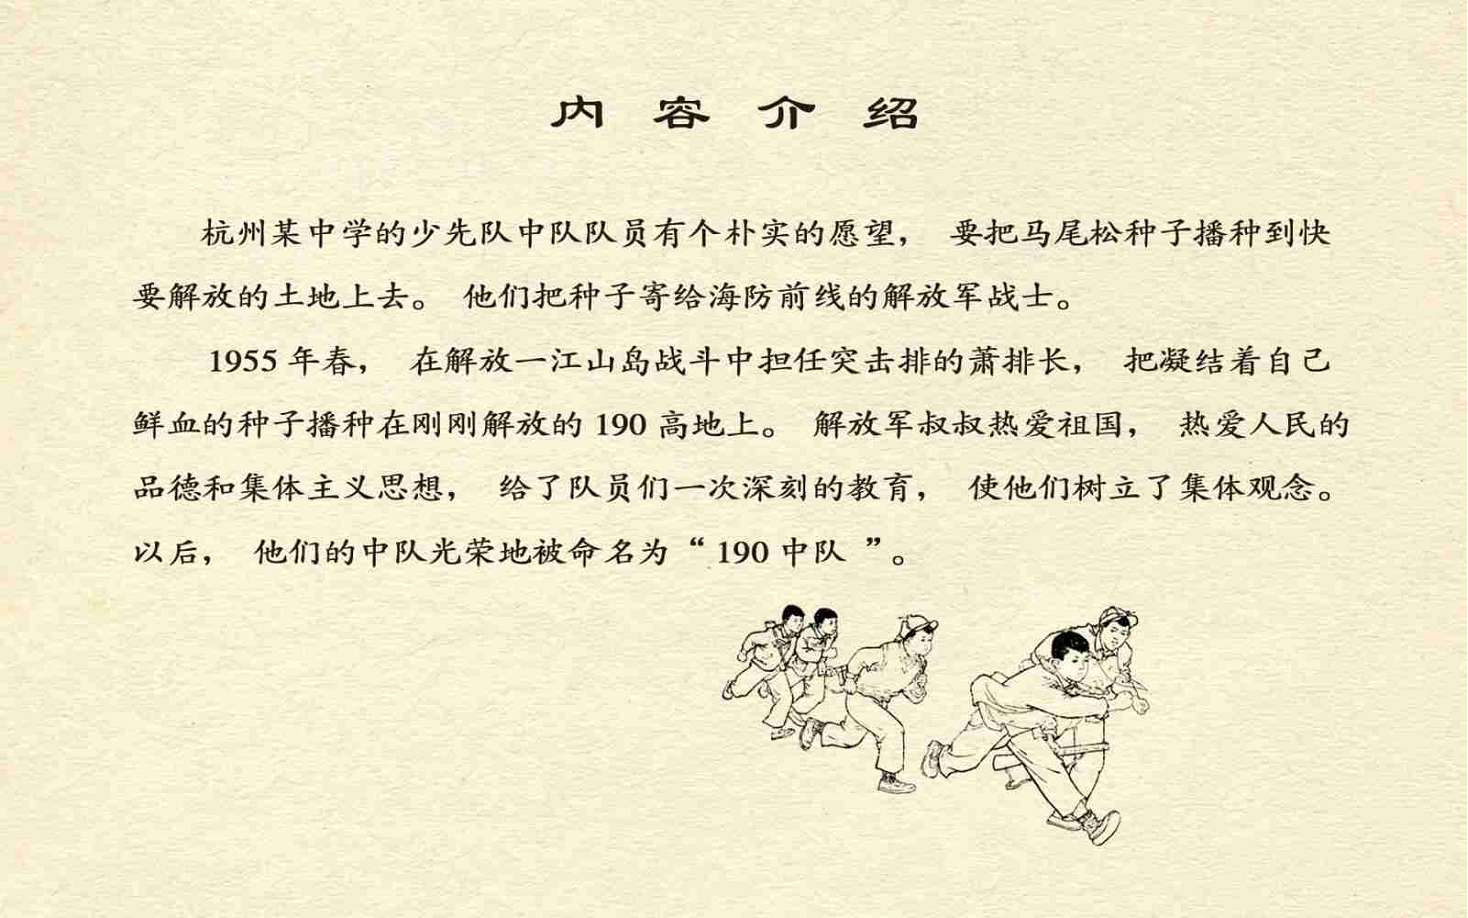 内容介绍
杭州某中学的少先队中队队员有个朴实的愿望，要把马尾松种子播种到快
要解放的土地上去。他们把种子寄给海防前线的解放军战士。
1955 年春，在解放一江山岛战斗中担任突击排的萧排长，把凝结着自己
鲜血的种子播种在刚刚解放的 190 高地上。解放军叔叔热爱祖国，热爱人民的
品德和集体主义思想，给了队员们一次深刻的教育，使他们树立了集体观念。
以后，他们的中队光荣地被命名为“190 中队”。